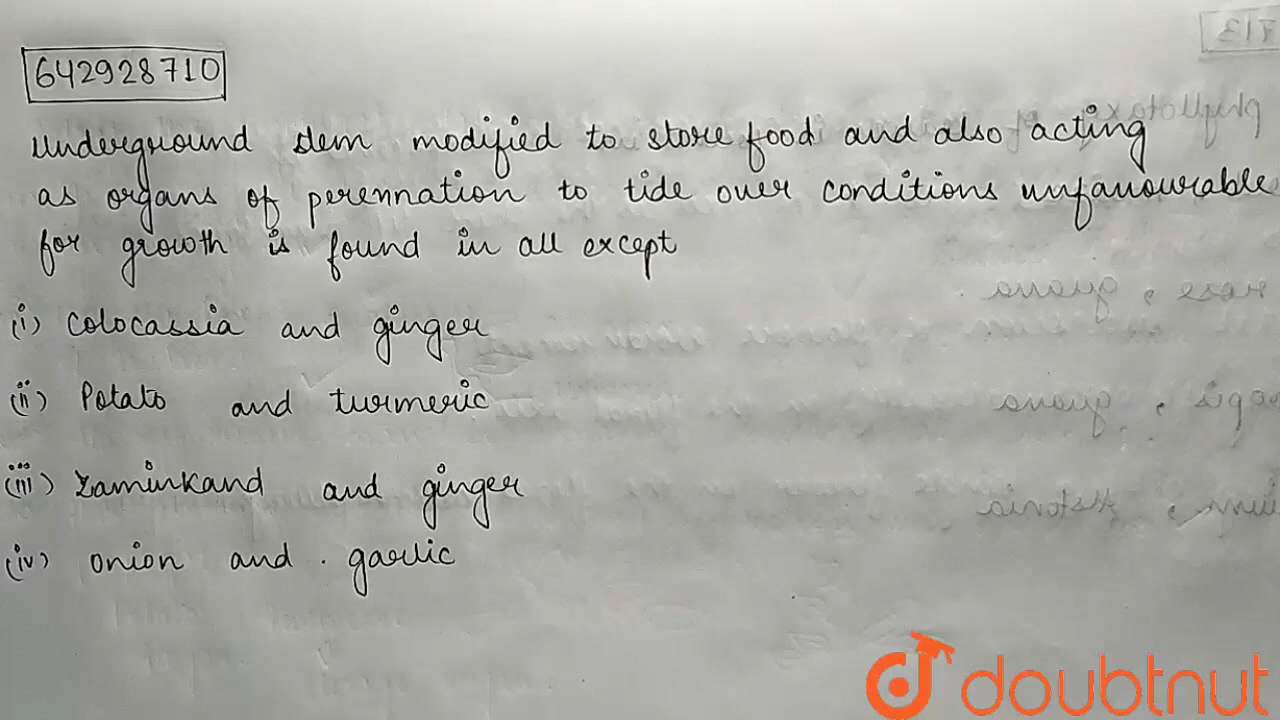 642928710
underground stem modified to store food and also acting
as organs of perennation to tide over conditions unfavourable
for growth is found in all except
(i) colocassia and ginger
(ii) Potato and turmeric
(iii) zaminkand and ginger
(iv) onion and garlic
doubtnut